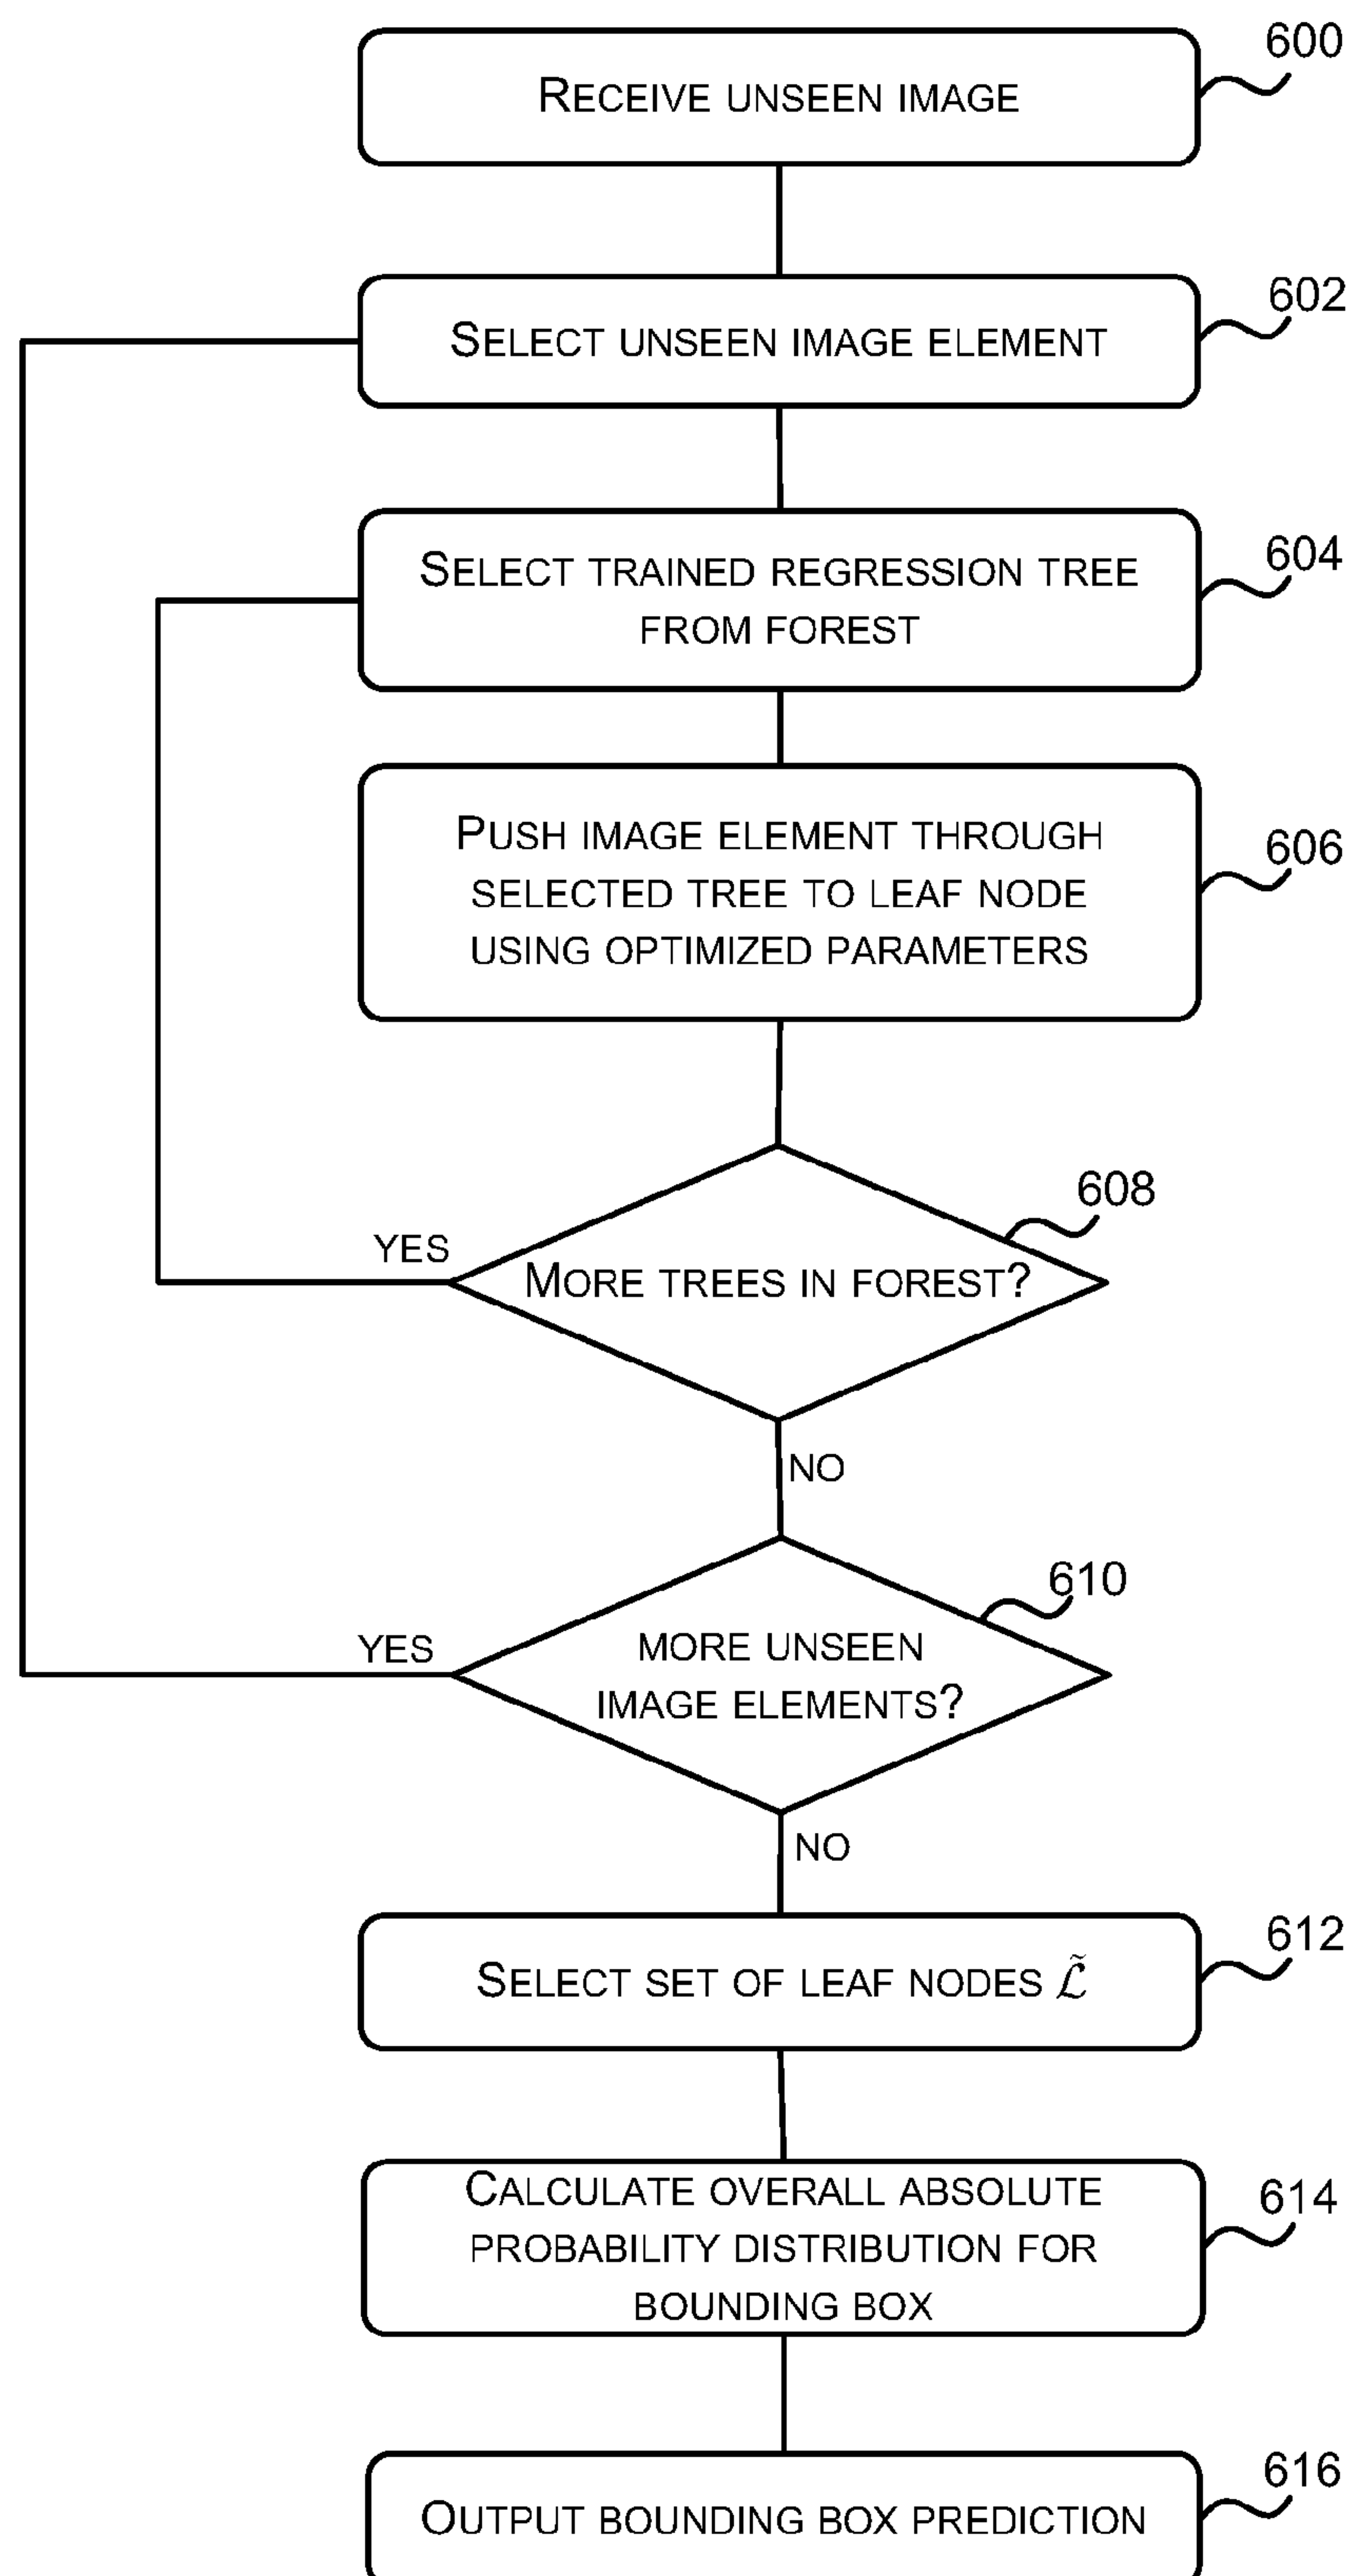 600
RECEIVE UNSEEN IMAGE
602
SELECT UNSEEN IMAGE ELEMENT
604
SELECT TRAINED REGRESSION TREE
FROM FOREST
606
PUSH IMAGE ELEMENT THROUGH
SELECTED TREE TO LEAF NODE
USING OPTIMIZED PARAMETERS
608
YES
MORE TREES IN FOREST?
NO
610
YES
MORE UNSEEN
IMAGE ELEMENTS?
NO
612
SELECT SET OF LEAF NODES ℒ̃
614
CALCULATE OVERALL ABSOLUTE
PROBABILITY DISTRIBUTION FOR
BOUNDING BOX
616
OUTPUT BOUNDING BOX PREDICTION